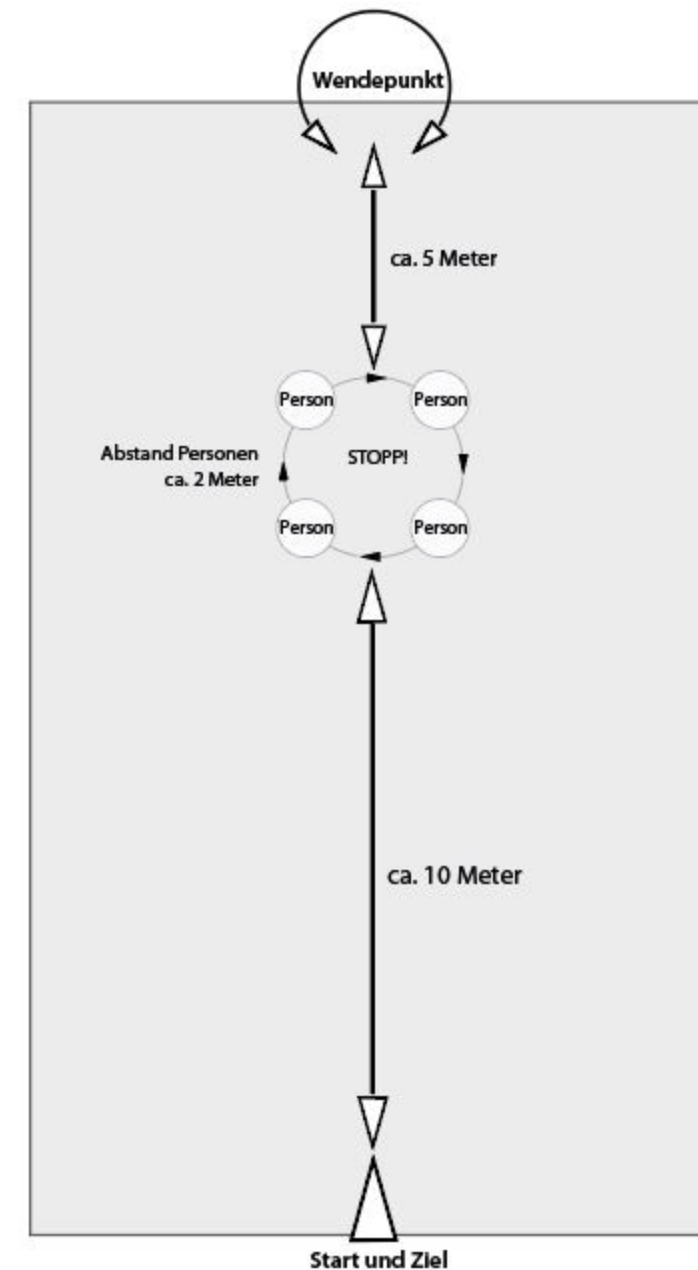 Wendepunkt
ca. 5 Meter
Person
Person
Abstand Personen
ca. 2 Meter
STOPP!
Person
Person
ca. 10 Meter
Start und Ziel